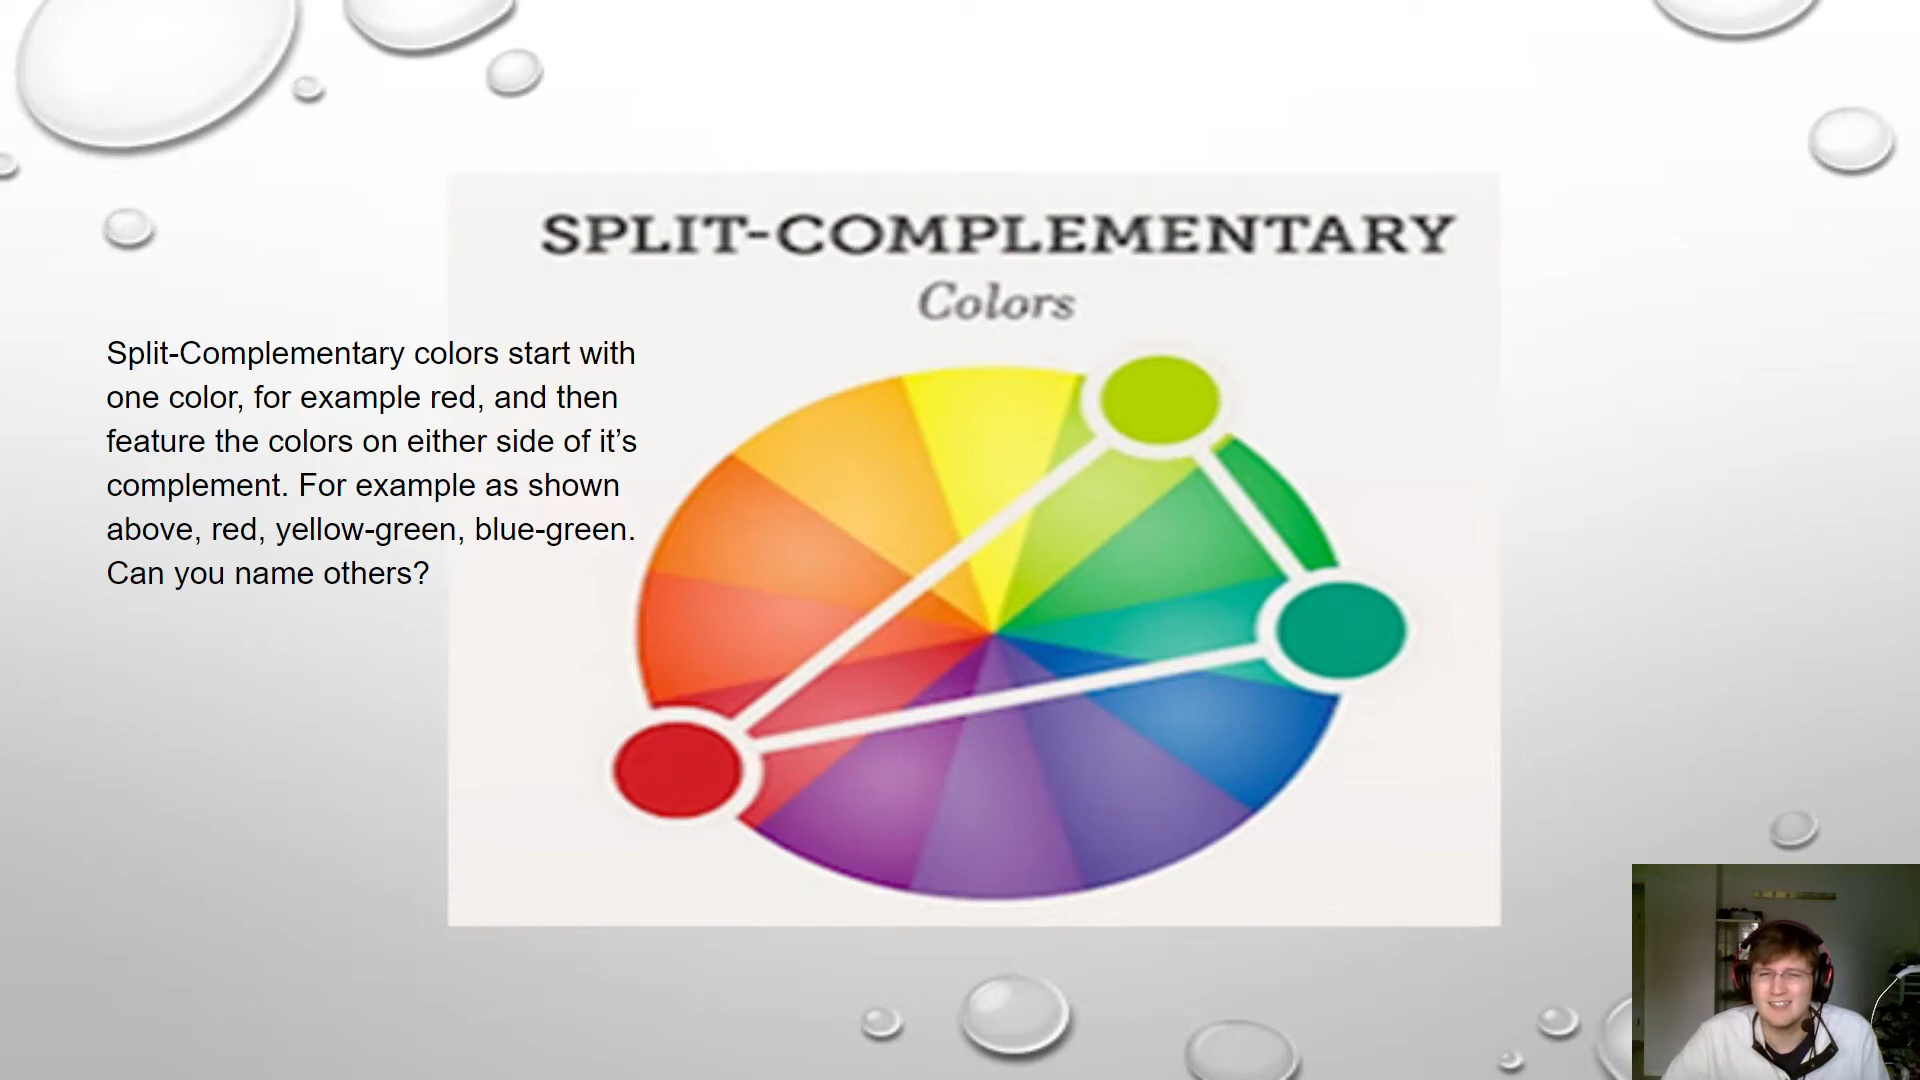 SPLIT-COMPLEMENTARY
Colors
Split-Complementary colors start with
one color, for example red, and then
feature the colors on either side of it’s
complement. For example as shown
above, red, yellow-green, blue-green.
Can you name others?